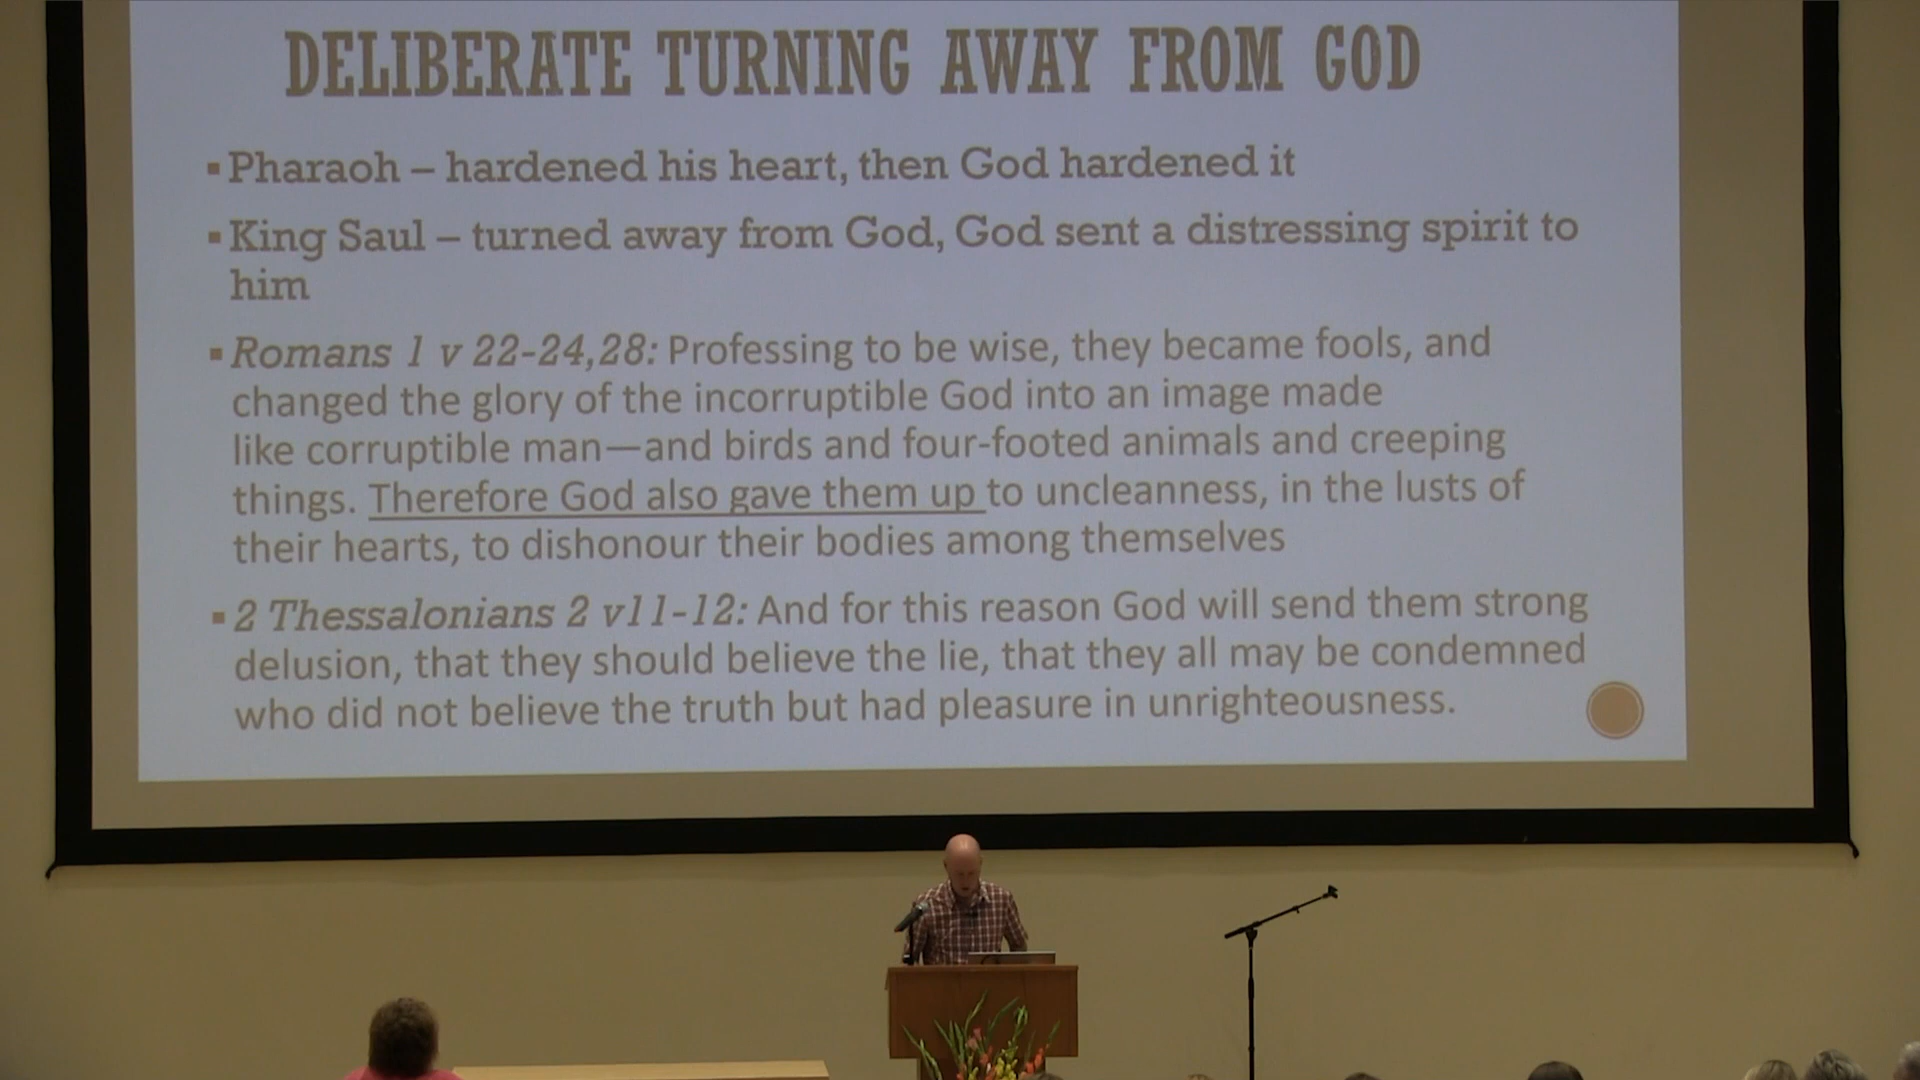 DELIBERATE TURNING AWAY FROM GOD
▪ Pharaoh – hardened his heart, then God hardened it
▪ King Saul – turned away from God, God sent a distressing spirit to
him
▪ Romans 1 v 22-24,28: Professing to be wise, they became fools, and
changed the glory of the incorruptible God into an image made
like corruptible man—and birds and four-footed animals and creeping
things. Therefore God also gave them up to uncleanness, in the lusts of
their hearts, to dishonour their bodies among themselves
▪ 2 Thessalonians 2 v11-12: And for this reason God will send them strong
delusion, that they should believe the lie, that they all may be condemned
who did not believe the truth but had pleasure in unrighteousness.